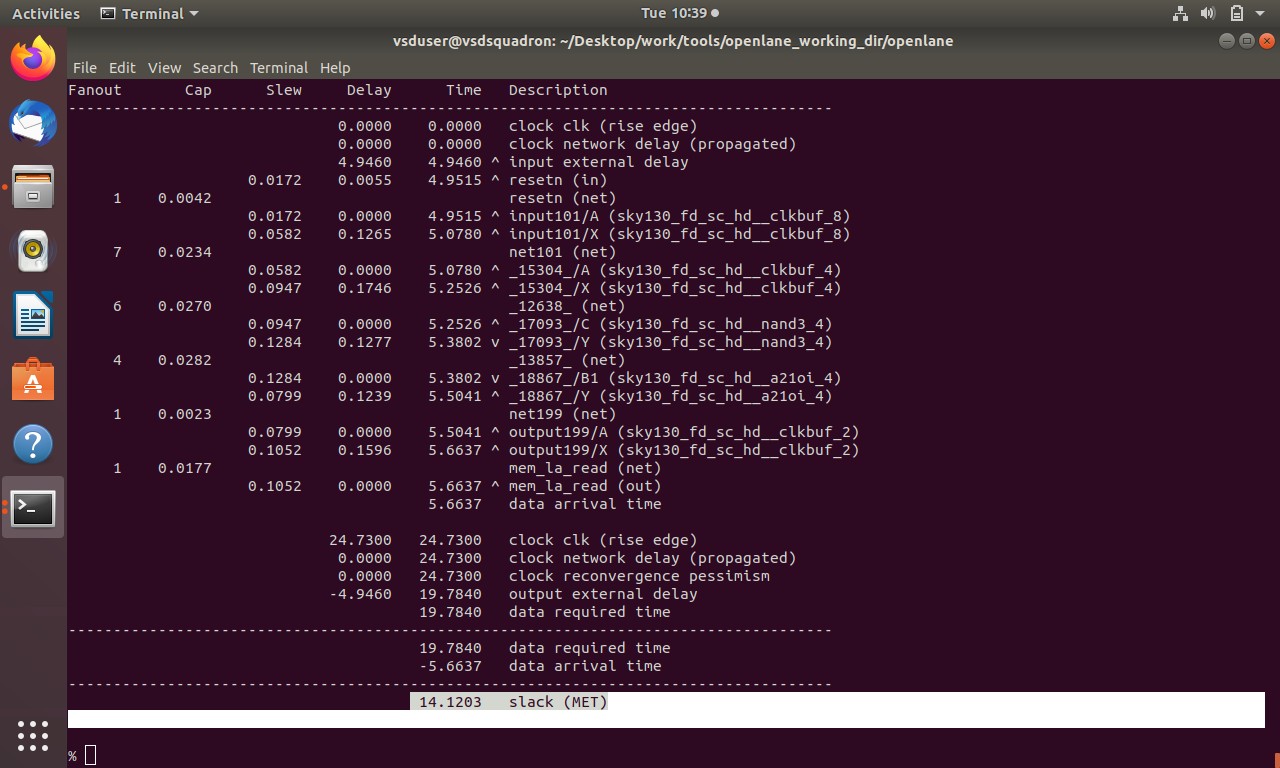 Activities Terminal Tue 10:39
vsduser@vsdsquadron: ~/Desktop/work/tools/openlane_working_dir/openlane
File Edit View Search Terminal Help
Fanout Cap Slew Delay Time Description
-------------------------------------------------------------------------------------
0.0000 0.0000 clock clk (rise edge)
0.0000 0.0000 clock network delay (propagated)
4.9460 4.9460 ^ input external delay
0.0172 0.0055 4.9515 ^ resetn (in)
1 0.0042 resetn (net)
0.0172 0.0000 4.9515 ^ input101/A (sky130_fd_sc_hd__clkbuf_8)
0.0582 0.1265 5.0780 ^ input101/X (sky130_fd_sc_hd__clkbuf_8)
7 0.0234 net101 (net)
0.0582 0.0000 5.0780 ^ _15304_/A (sky130_fd_sc_hd__clkbuf_4)
0.0947 0.1746 5.2526 ^ _15304_/X (sky130_fd_sc_hd__clkbuf_4)
6 0.0270 _12638_ (net)
0.0947 0.0000 5.2526 ^ _17093_/C (sky130_fd_sc_hd__nand3_4)
0.1284 0.1277 5.3802 v _17093_/Y (sky130_fd_sc_hd__nand3_4)
4 0.0282 _13857_ (net)
0.1284 0.0000 5.3802 v _18867_/B1 (sky130_fd_sc_hd__a21oi_4)
0.0799 0.1239 5.5041 ^ _18867_/Y (sky130_fd_sc_hd__a21oi_4)
1 0.0023 net199 (net)
0.0799 0.0000 5.5041 ^ output199/A (sky130_fd_sc_hd__clkbuf_2)
0.1052 0.1596 5.6637 ^ output199/X (sky130_fd_sc_hd__clkbuf_2)
1 0.0177 mem_la_read (net)
0.1052 0.0000 5.6637 ^ mem_la_read (out)
5.6637 data arrival time
24.7300 24.7300 clock clk (rise edge)
0.0000 24.7300 clock network delay (propagated)
0.0000 24.7300 clock reconvergence pessimism
-4.9460 19.7840 output external delay
19.7840 data required time
-------------------------------------------------------------------------------------
19.7840 data required time
-5.6637 data arrival time
-------------------------------------------------------------------------------------
14.1203 slack (MET)
%